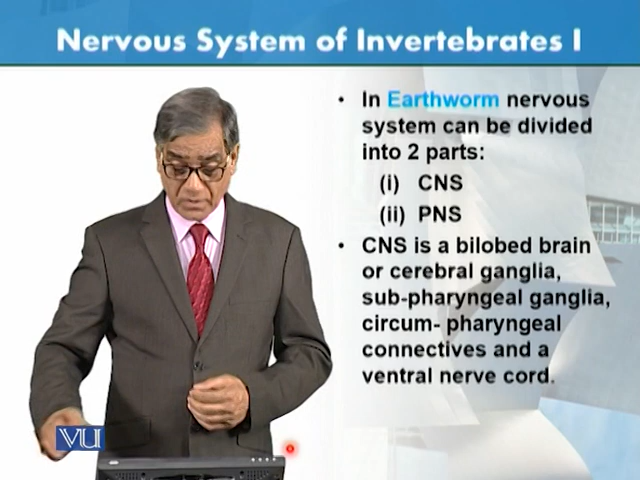 Nervous System of Invertebrates I
• In Earthworm nervous
system can be divided
into 2 parts:
(i) CNS
(ii) PNS
• CNS is a bilobed brain
or cerebral ganglia,
sub-pharyngeal ganglia,
circum- pharyngeal
connectives and a
ventral nerve cord.
VU